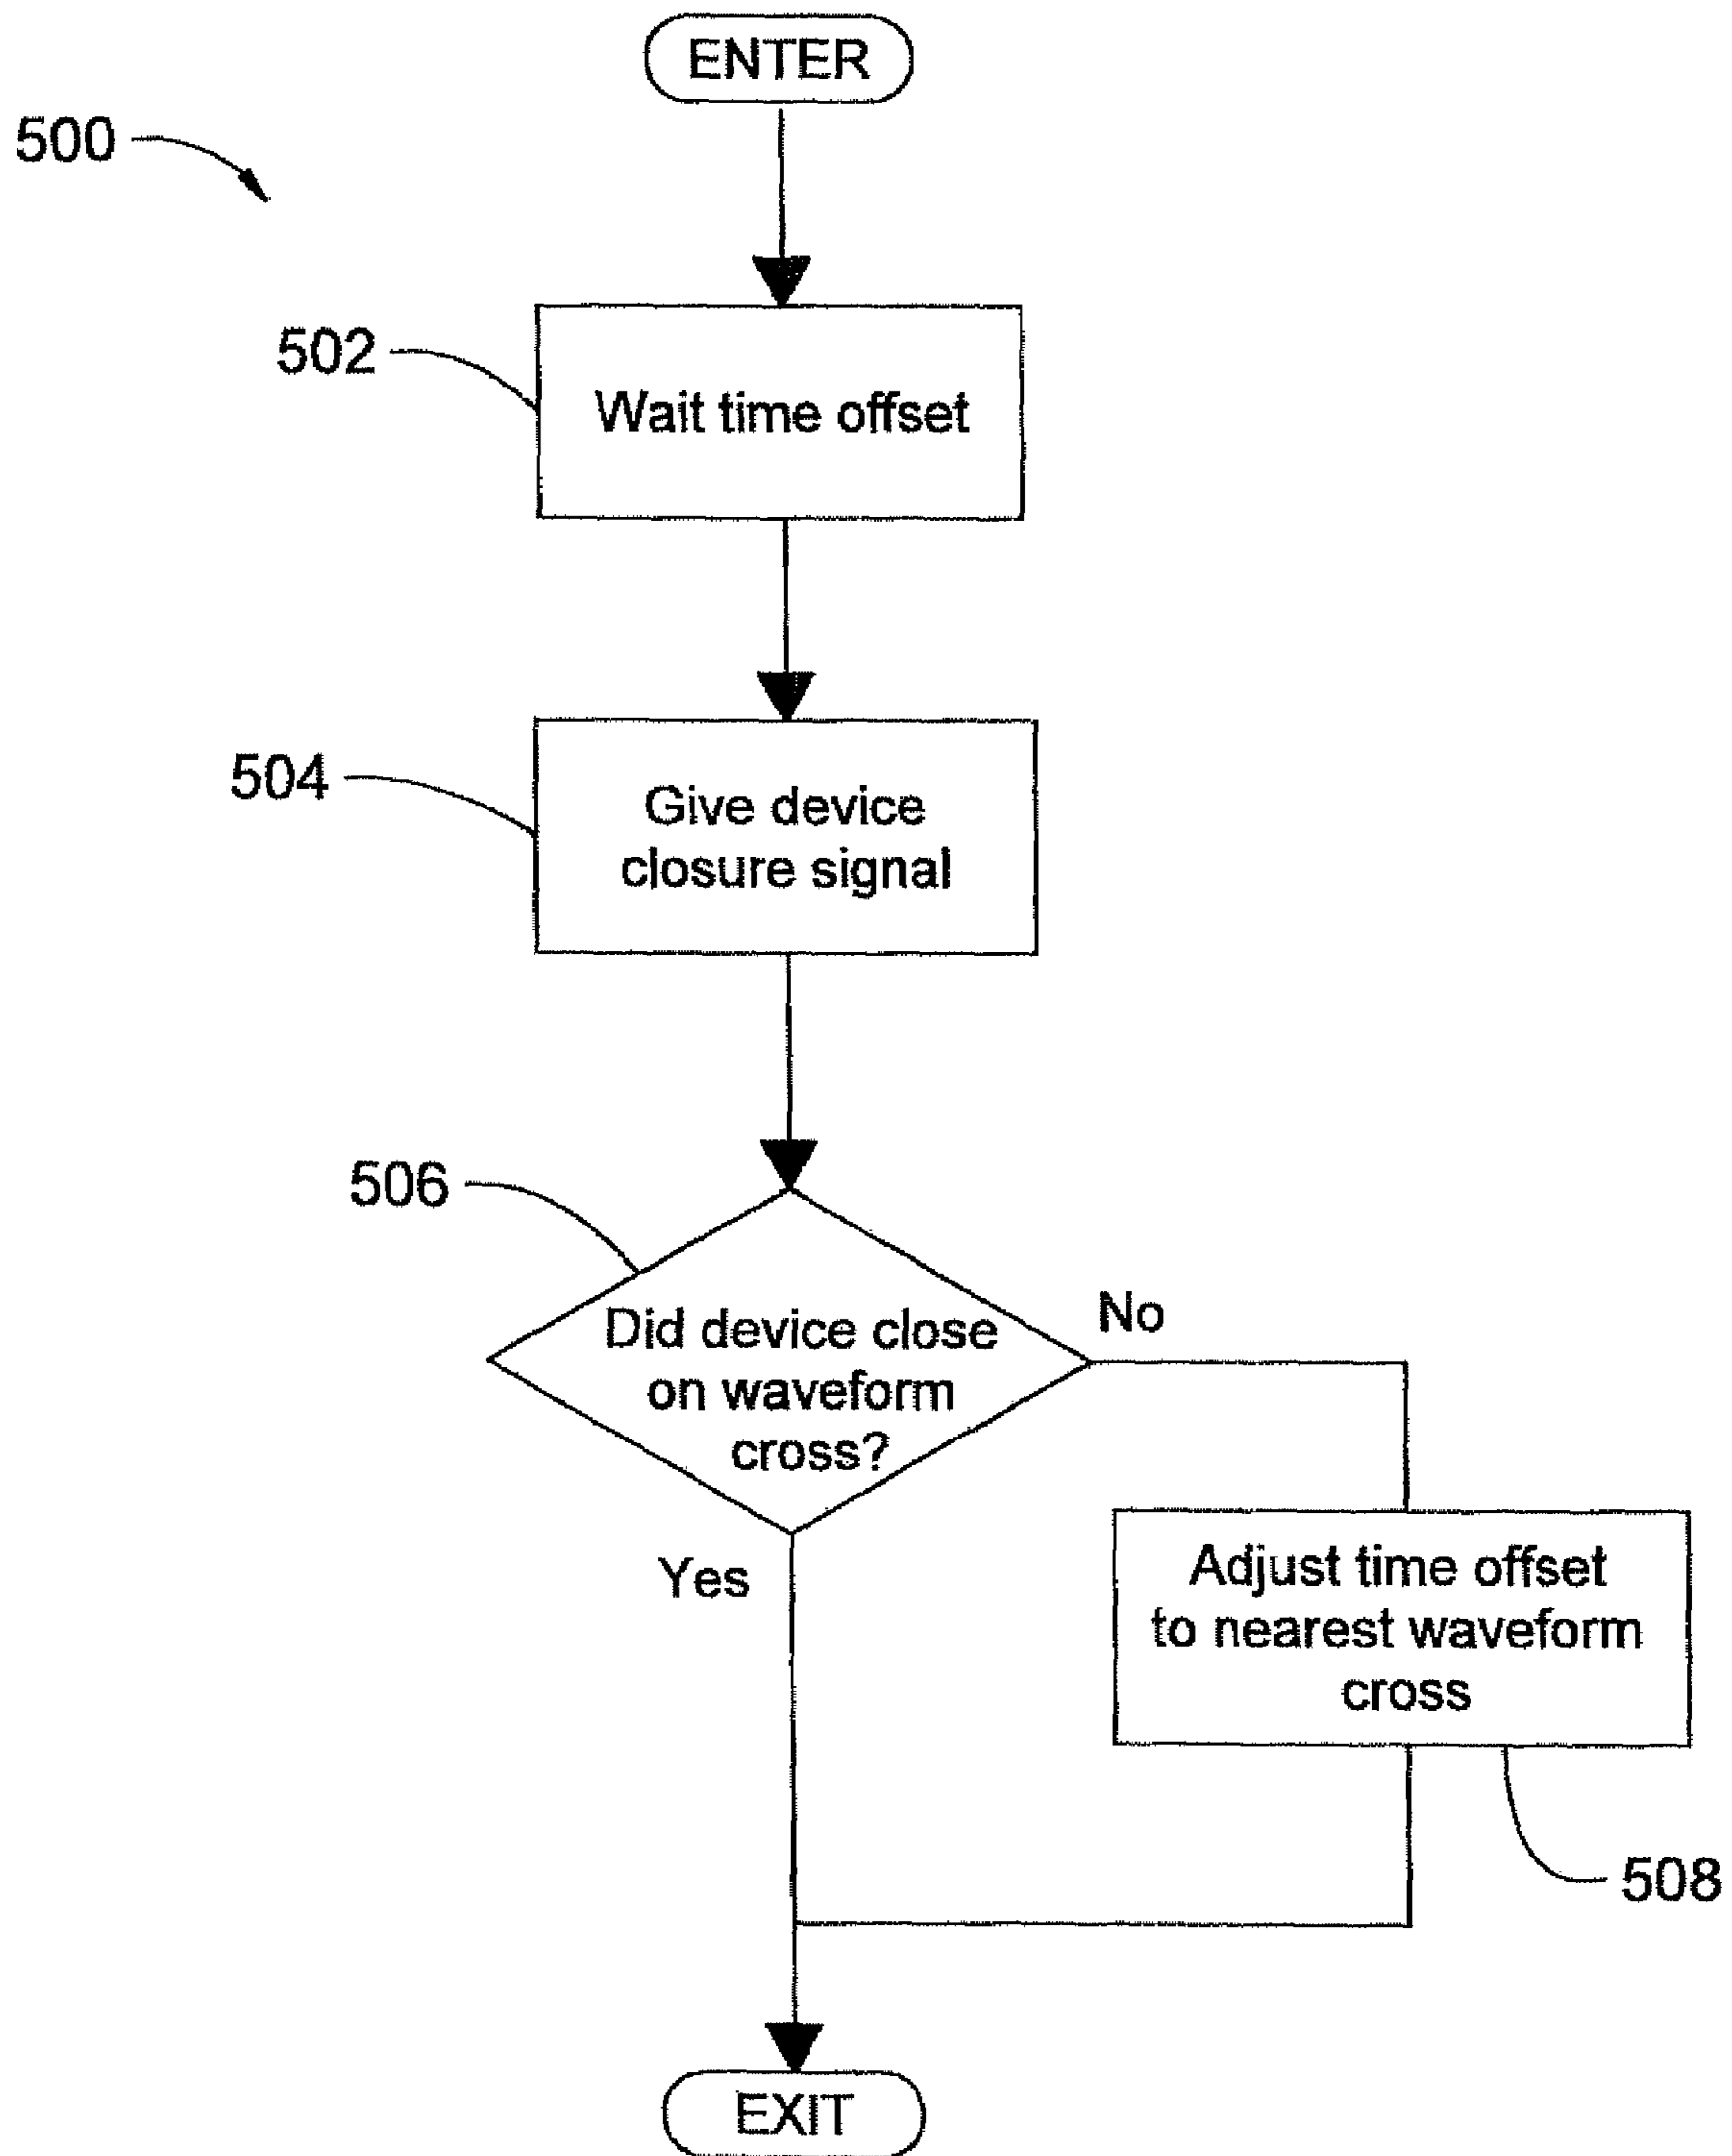 ENTER
500
502
Wait time offset
504
Give device
closure signal
506
Did device close
on waveform
cross?
No
Yes
Adjust time offset
to nearest waveform
cross
508
EXIT